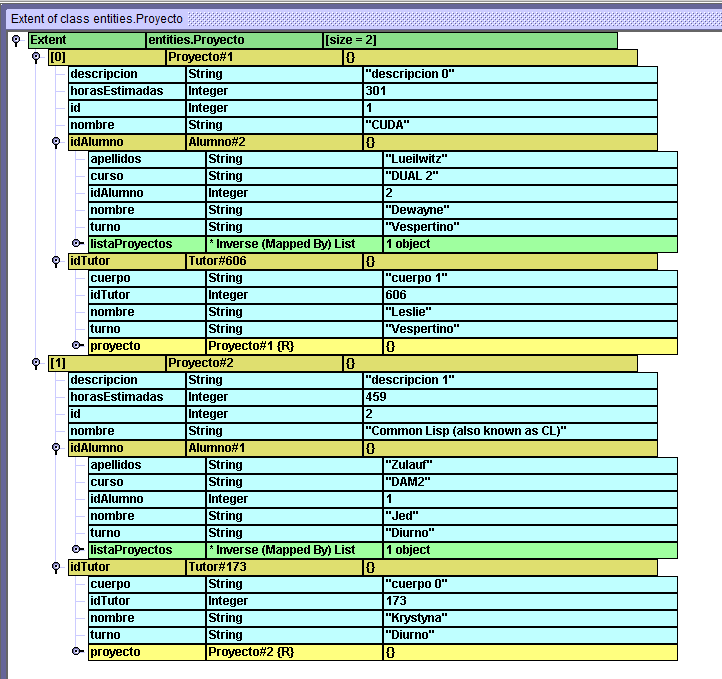 Extent of class entities.Proyecto
Extent entities.Proyecto [size = 2]
[0] Proyecto#1 {}
descripcion String "descripcion 0"
horasEstimadas Integer 301
id Integer 1
nombre String "CUDA"
idAlumno Alumno#2 {}
apellidos String "Lueilwitz"
curso String "DUAL 2"
idAlumno Integer 2
nombre String "Dewayne"
turno String "Vespertino"
listaProyectos * Inverse (Mapped By) List 1 object
idTutor Tutor#606 {}
cuerpo String "cuerpo 1"
idTutor Integer 606
nombre String "Leslie"
turno String "Vespertino"
proyecto Proyecto#1 {R} {}
[1] Proyecto#2 {}
descripcion String "descripcion 1"
horasEstimadas Integer 459
id Integer 2
nombre String "Common Lisp (also known as CL)"
idAlumno Alumno#1 {}
apellidos String "Zulauf"
curso String "DAM2"
idAlumno Integer 1
nombre String "Jed"
turno String "Diurno"
listaProyectos * Inverse (Mapped By) List 1 object
idTutor Tutor#173 {}
cuerpo String "cuerpo 0"
idTutor Integer 173
nombre String "Krystyna"
turno String "Diurno"
proyecto Proyecto#2 {R} {}